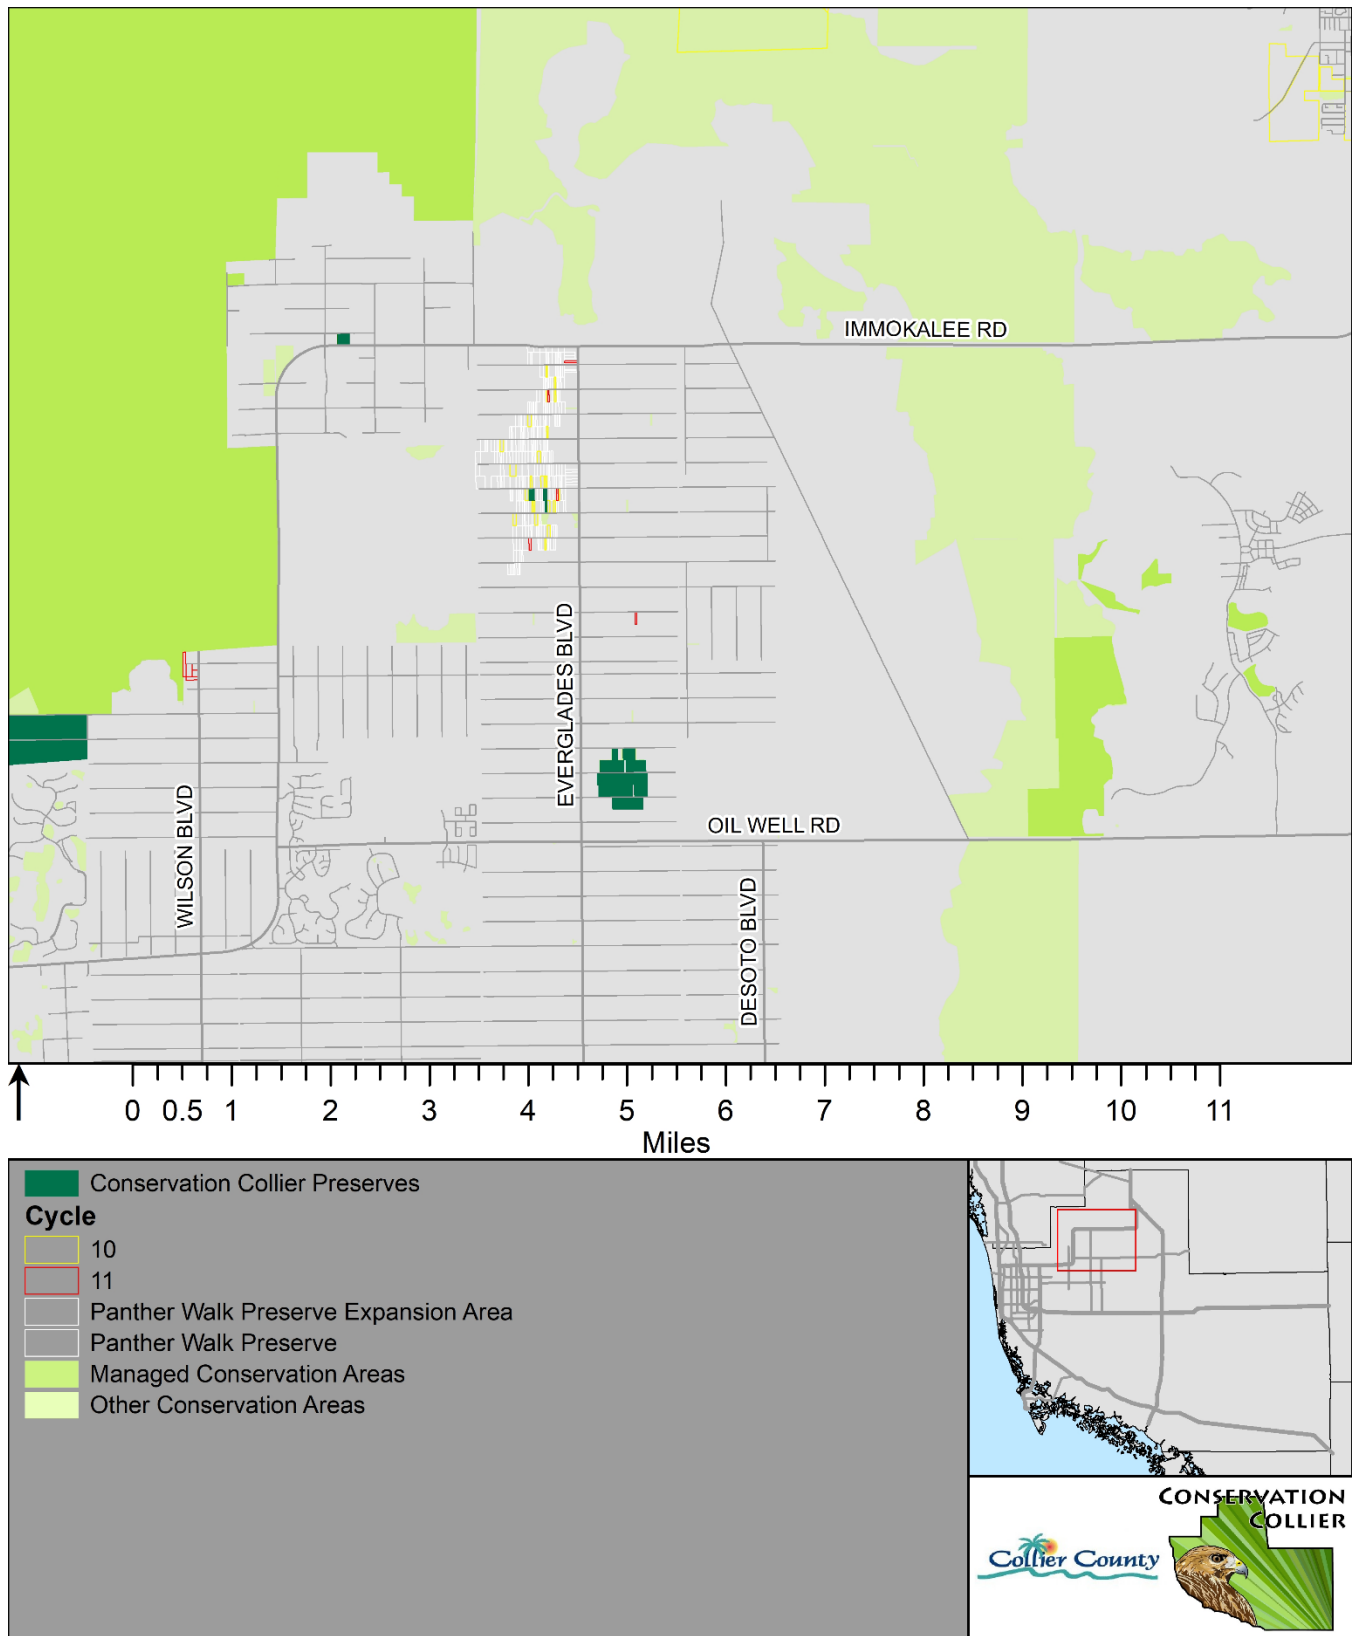 IMMOKALEE RD
EVERGLADES BLVD
OIL WELL RD
WILSON BLVD
DESOTO BLVD
0 0.5 1 2 3 4 5 6 7 8 9 10 11
Miles
Conservation Collier Preserves
Cycle
10
11
Panther Walk Preserve Expansion Area
Panther Walk Preserve
Managed Conservation Areas
Other Conservation Areas
CONSERVATION
COLLIER
Collier County